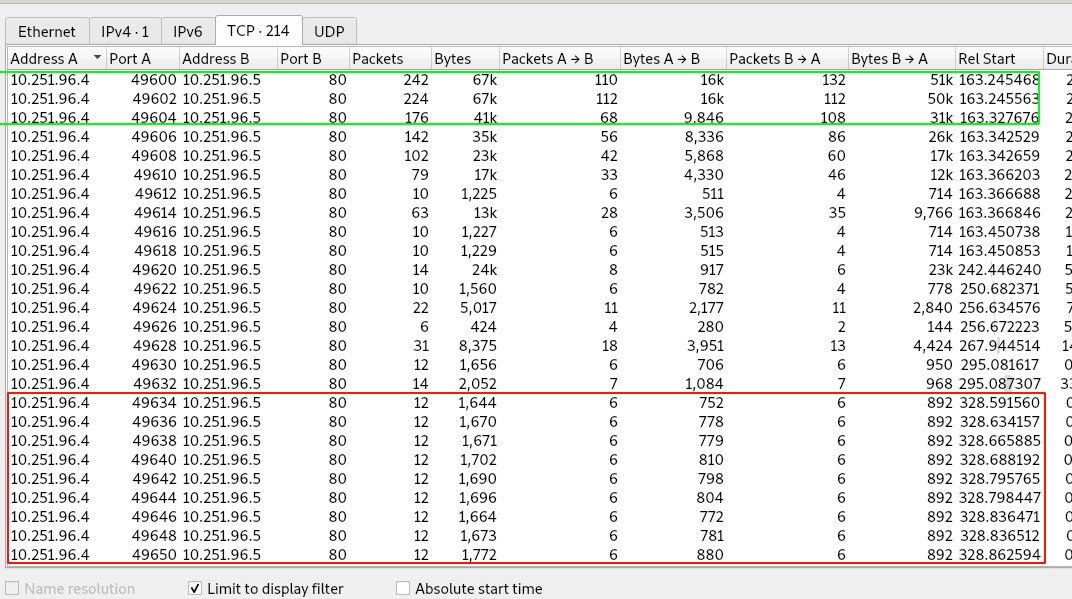 Ethernet IPv4 · 1 IPv6 TCP · 214 UDP
Address A Port A Address B Port B Packets Bytes Packets A → B Bytes A → B Packets B → A Bytes B → A Rel Start Dura
10.251.96.4 49600 10.251.96.5 80 242 67k 110 16k 132 51k 163.245468 2
10.251.96.4 49602 10.251.96.5 80 224 67k 112 16k 112 50k 163.245563 2
10.251.96.4 49604 10.251.96.5 80 176 41k 68 9,846 108 31k 163.327676 2
10.251.96.4 49606 10.251.96.5 80 142 35k 56 8,336 86 26k 163.342529 2
10.251.96.4 49608 10.251.96.5 80 102 23k 42 5,868 60 17k 163.342659 2
10.251.96.4 49610 10.251.96.5 80 79 17k 33 4,330 46 12k 163.366203 2
10.251.96.4 49612 10.251.96.5 80 10 1,225 6 511 4 714 163.366688 2
10.251.96.4 49614 10.251.96.5 80 63 13k 28 3,506 35 9,766 163.366846 2
10.251.96.4 49616 10.251.96.5 80 10 1,227 6 513 4 714 163.450738 1
10.251.96.4 49618 10.251.96.5 80 10 1,229 6 515 4 714 163.450853 1
10.251.96.4 49620 10.251.96.5 80 14 24k 8 917 6 23k 242.446240 5
10.251.96.4 49622 10.251.96.5 80 10 1,560 6 782 4 778 250.682371 5
10.251.96.4 49624 10.251.96.5 80 22 5,017 11 2,177 11 2,840 256.634576 7
10.251.96.4 49626 10.251.96.5 80 6 424 4 280 2 144 256.672223 5
10.251.96.4 49628 10.251.96.5 80 31 8,375 18 3,951 13 4,424 267.944514 14
10.251.96.4 49630 10.251.96.5 80 12 1,656 6 706 6 950 295.081617 0
10.251.96.4 49632 10.251.96.5 80 14 2,052 7 1,084 7 968 295.087307 33
10.251.96.4 49634 10.251.96.5 80 12 1,644 6 752 6 892 328.591560 0
10.251.96.4 49636 10.251.96.5 80 12 1,670 6 778 6 892 328.634157 0
10.251.96.4 49638 10.251.96.5 80 12 1,671 6 779 6 892 328.665885 0
10.251.96.4 49640 10.251.96.5 80 12 1,702 6 810 6 892 328.688192 0
10.251.96.4 49642 10.251.96.5 80 12 1,690 6 798 6 892 328.795765 0
10.251.96.4 49644 10.251.96.5 80 12 1,696 6 804 6 892 328.798447 0
10.251.96.4 49646 10.251.96.5 80 12 1,664 6 772 6 892 328.836471 0
10.251.96.4 49648 10.251.96.5 80 12 1,673 6 781 6 892 328.836512 0
10.251.96.4 49650 10.251.96.5 80 12 1,772 6 880 6 892 328.862594 0
Name resolution Limit to display filter Absolute start time